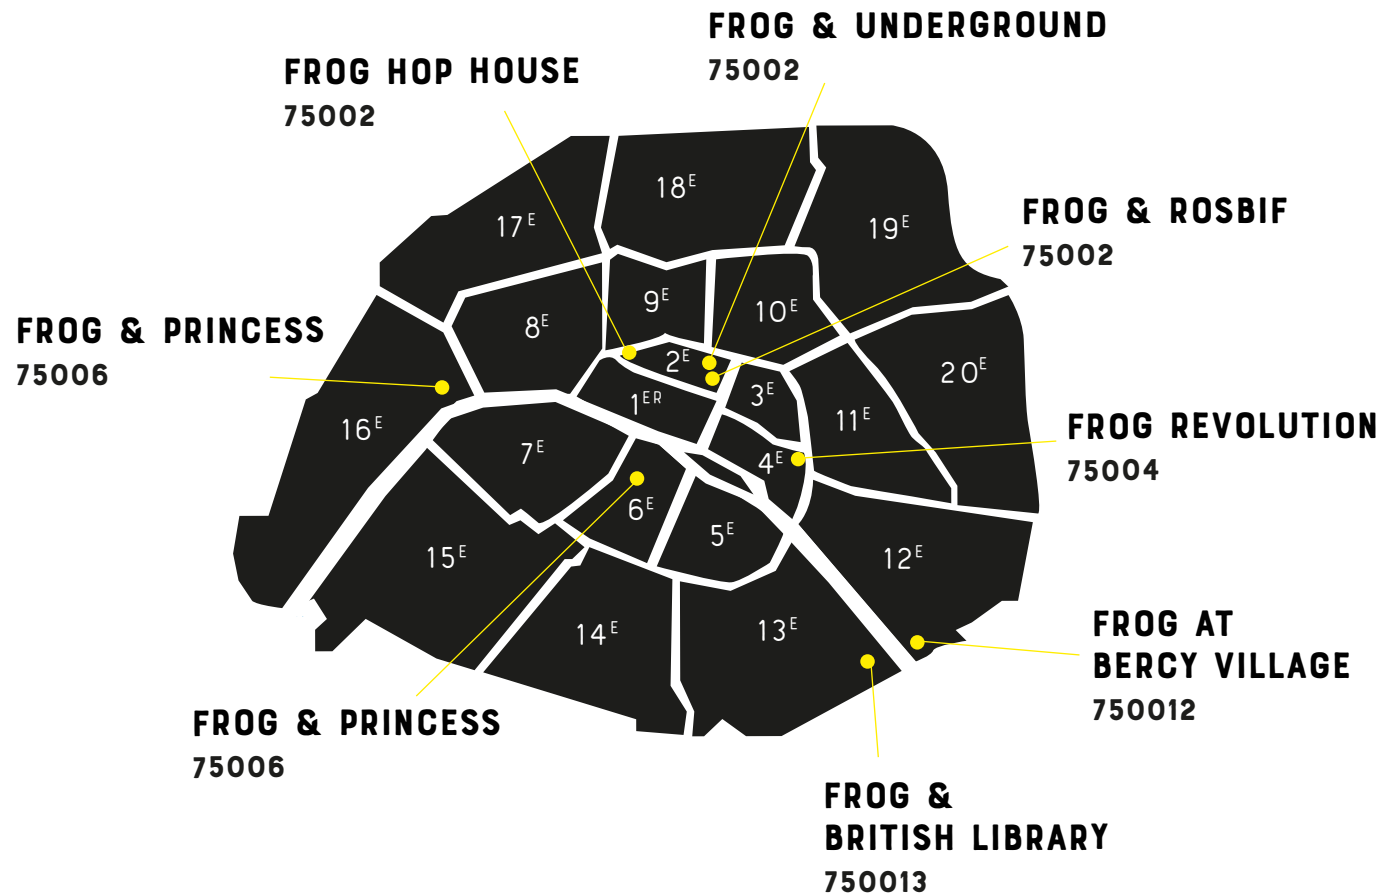 FROG & UNDERGROUND
75002
FROG HOP HOUSE
75002
18E
FROG & ROSBIF
75002
17E
19E
9E
10E
FROG & PRINCESS
75006
8E
2E
20E
3E
1ER
11E
16E
FROG REVOLUTION
75004
7E
4E
6E
5E
15E
12E
14E
13E
FROG AT
BERCY VILLAGE
750012
FROG & PRINCESS
75006
FROG &
BRITISH LIBRARY
750013